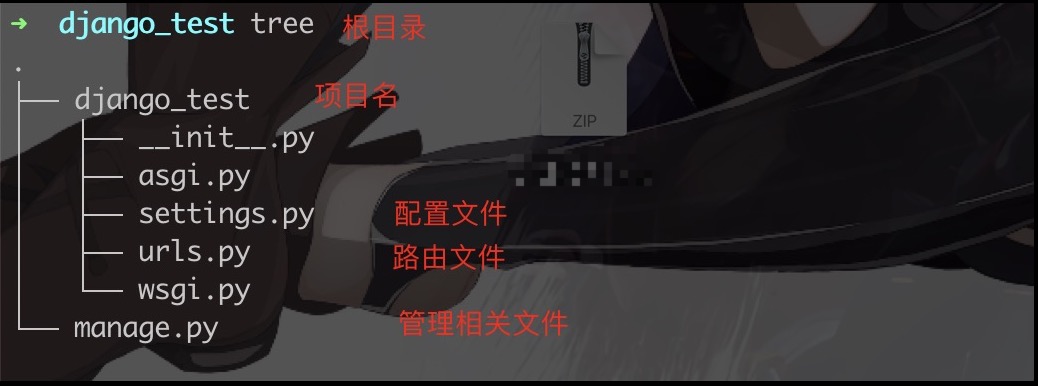 ➜ django_test tree 根目录
.
├── django_test 项目名
│   ├── __init__.py
│   ├── asgi.py
│   ├── settings.py 配置文件
│   ├── urls.py 路由文件
│   └── wsgi.py
└── manage.py 管理相关文件
ZIP